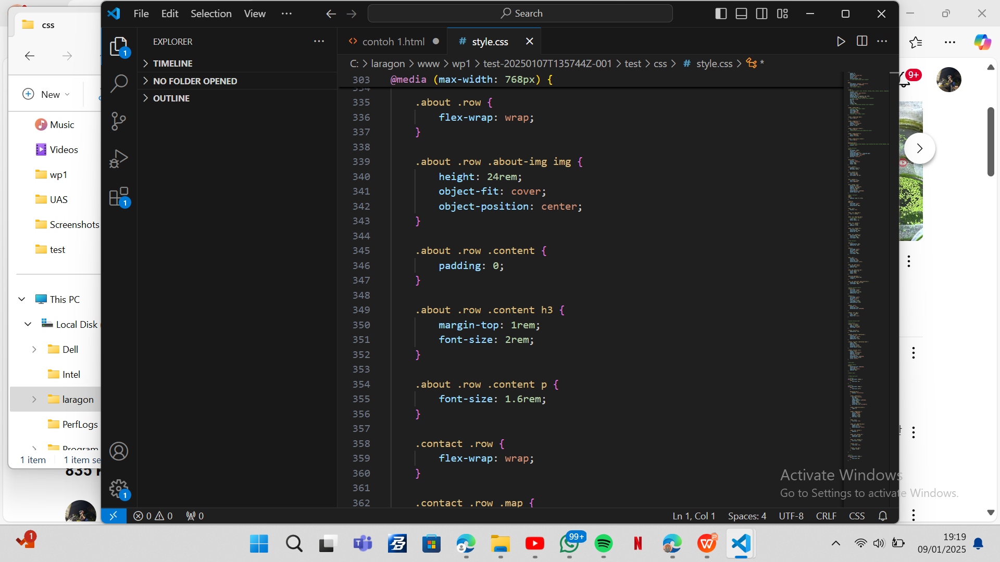 css
New
Music
Videos
wp1
UAS
Screenshots
test
This PC
Local Disk
Dell
Intel
laragon
PerfLogs
Program
1 item
1 item se
835
File Edit Selection View ···
Search
EXPLORER
TIMELINE
NO FOLDER OPENED
OUTLINE
1
1
1
contoh 1.html
# style.css
C: > laragon > www > wp1 > test-20250107T135744Z-001 > test > css > # style.css > *
303 @media (max-width: 768px) {
334
335 .about .row {
336 flex-wrap: wrap;
337 }
338
339 .about .row .about-img img {
340 height: 24rem;
341 object-fit: cover;
342 object-position: center;
343 }
344
345 .about .row .content {
346 padding: 0;
347 }
348
349 .about .row .content h3 {
350 margin-top: 1rem;
351 font-size: 2rem;
352 }
353
354 .about .row .content p {
355 font-size: 1.6rem;
356 }
357
358 .contact .row {
359 flex-wrap: wrap;
360 }
361
362 .contact .row .map {
9+
Activate Windows
Go to Settings to activate Windows.
0 0 0
Ln 1, Col 1 Spaces: 4 UTF-8 CRLF CSS
1
99+
19:19
09/01/2025